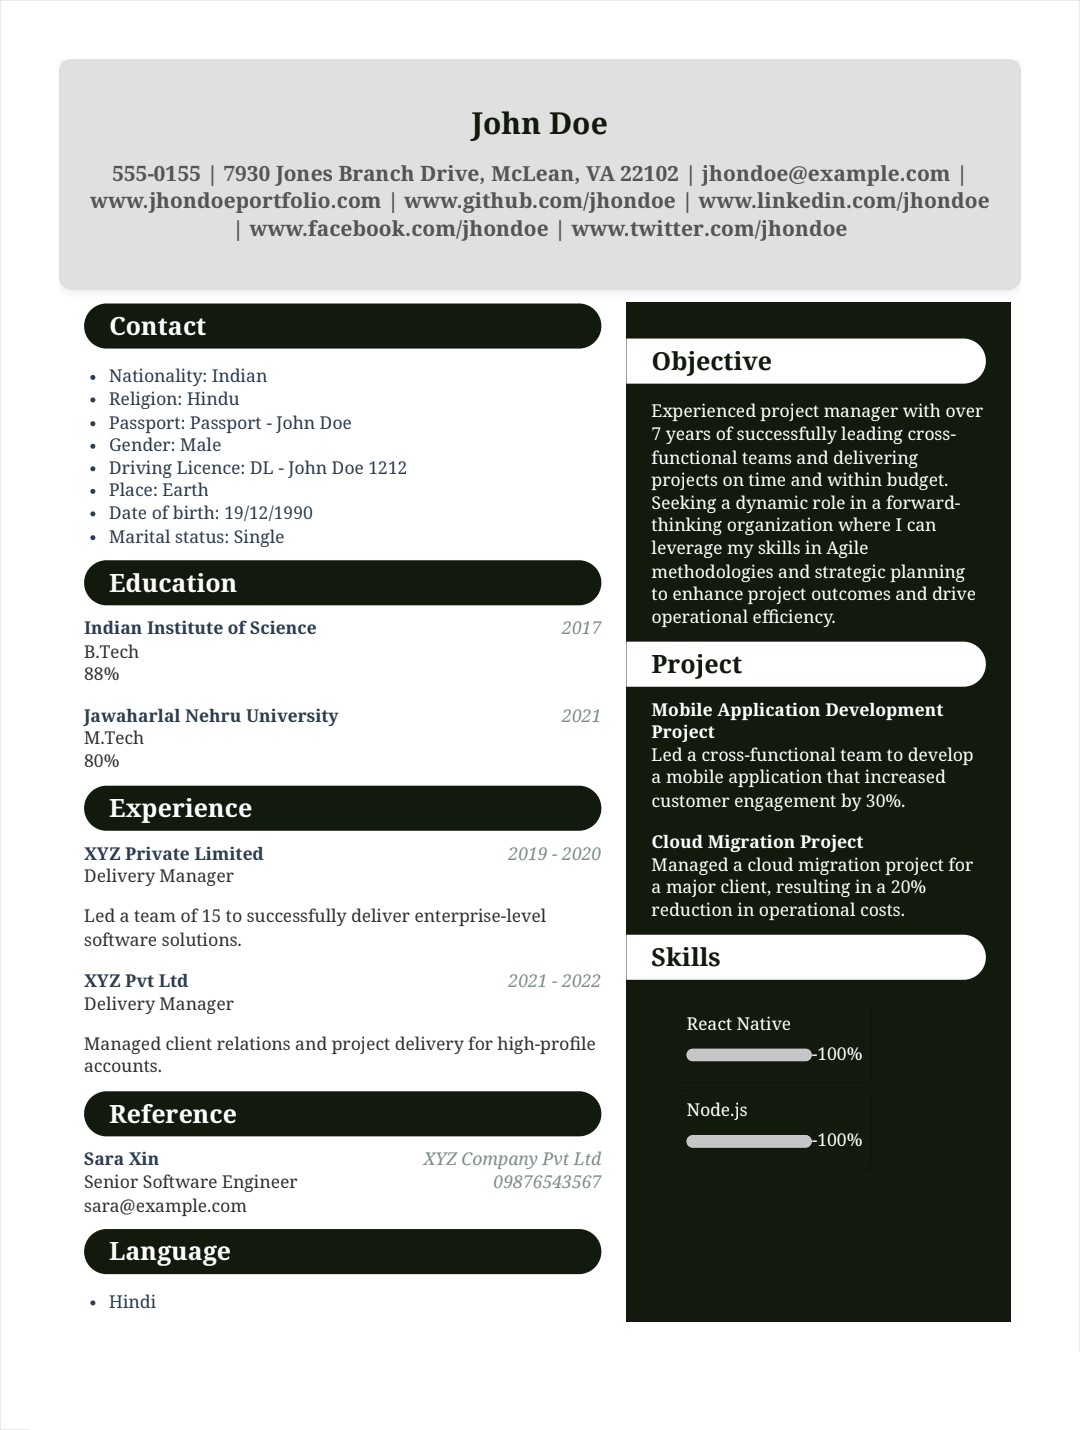 John Doe
555-0155 | 7930 Jones Branch Drive, McLean, VA 22102 | jhondoe@example.com |
www.jhondoeportfolio.com | www.github.com/jhondoe | www.linkedin.com/jhondoe
| www.facebook.com/jhondoe | www.twitter.com/jhondoe
Contact
• Nationality: Indian
• Religion: Hindu
• Passport: Passport - John Doe
• Gender: Male
• Driving Licence: DL - John Doe 1212
• Place: Earth
• Date of birth: 19/12/1990
• Marital status: Single
Education
Indian Institute of Science 2017
B.Tech
88%
Jawaharlal Nehru University 2021
M.Tech
80%
Experience
XYZ Private Limited 2019 - 2020
Delivery Manager
Led a team of 15 to successfully deliver enterprise-level
software solutions.
XYZ Pvt Ltd 2021 - 2022
Delivery Manager
Managed client relations and project delivery for high-profile
accounts.
Reference
Sara Xin XYZ Company Pvt Ltd
Senior Software Engineer 09876543567
sara@example.com
Language
• Hindi
Objective
Experienced project manager with over
7 years of successfully leading cross-
functional teams and delivering
projects on time and within budget.
Seeking a dynamic role in a forward-
thinking organization where I can
leverage my skills in Agile
methodologies and strategic planning
to enhance project outcomes and drive
operational efficiency.
Project
Mobile Application Development
Project
Led a cross-functional team to develop
a mobile application that increased
customer engagement by 30%.
Cloud Migration Project
Managed a cloud migration project for
a major client, resulting in a 20%
reduction in operational costs.
Skills
React Native
-100%
Node.js
-100%